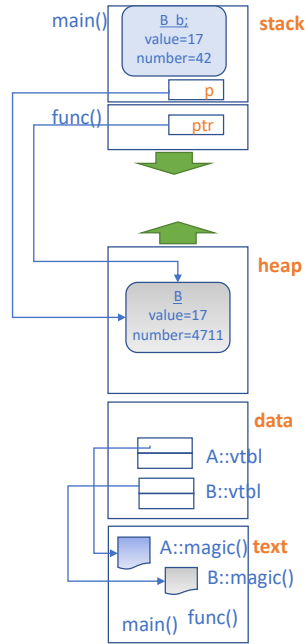 main()
B b;
stack
value=17
number=42
p
func()
ptr
heap
B
value=17
number=4711
data
A::vtbl
B::vtbl
A::magic()
text
B::magic()
main()
func()